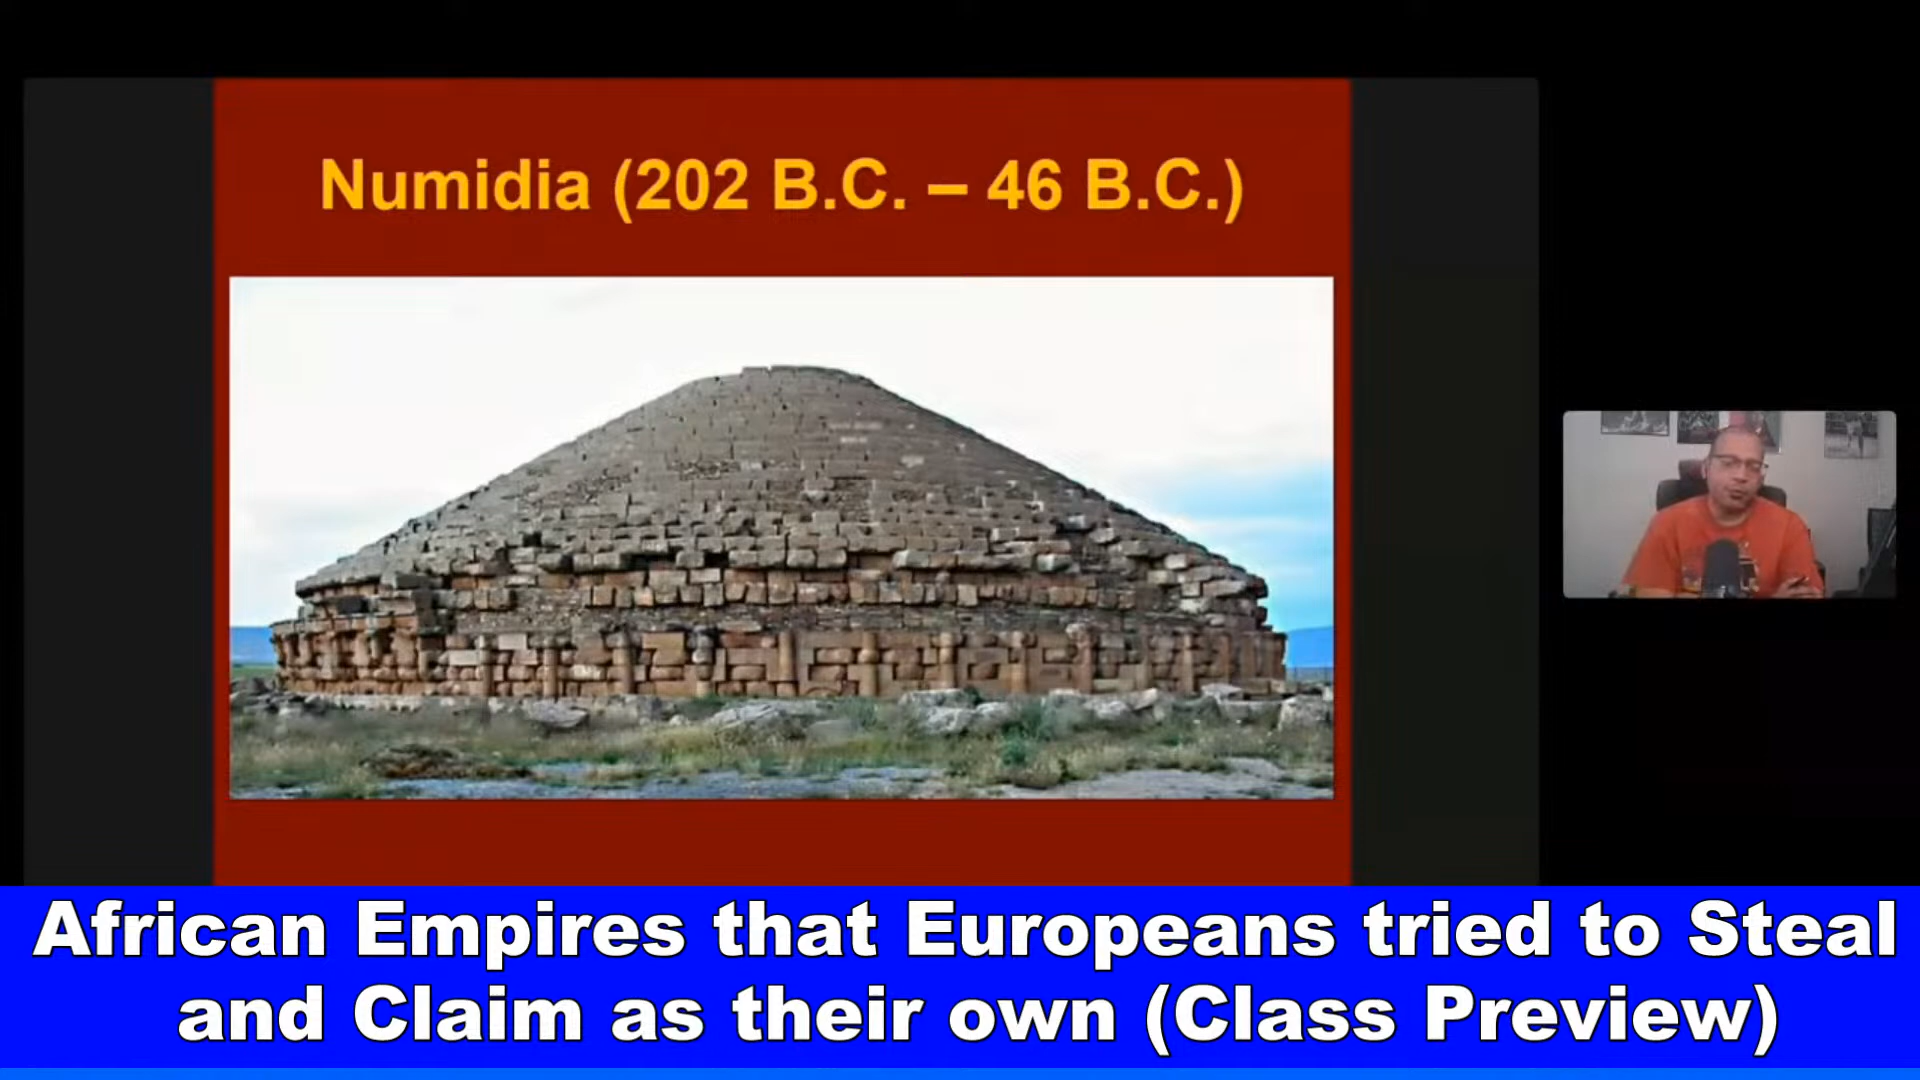 Numidia (202 B.C. – 46 B.C.)
African Empires that Europeans tried to Steal
and Claim as their own (Class Preview)